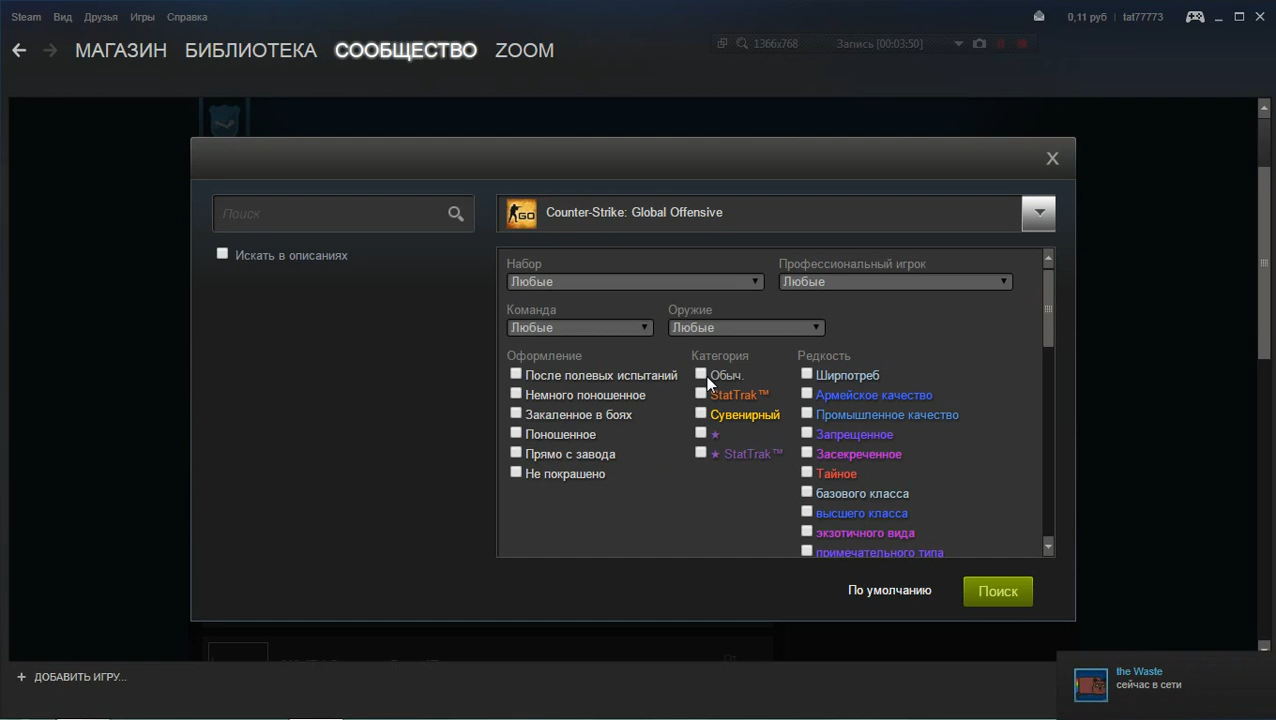 Steam Вид Друзья Игры Справка 0,11 руб tat77773
МАГАЗИН БИБЛИОТЕКА СООБЩЕСТВО ZOOM
1366x768 Запись [00:03:50]
X
Поиск
Counter-Strike: Global Offensive
GO
Искать в описаниях
Набор Профессиональный игрок
Любые Любые
Команда Оружие
Любые Любые
Оформление Категория Редкость
После полевых испытаний Обыч. Ширпотреб
Немного поношенное StatTrak™ Армейское качество
Закаленное в боях Сувенирный Промышленное качество
Поношенное ★ Запрещенное
Прямо с завода ★ StatTrak™ Засекреченное
Не покрашено Тайное
базового класса
высшего класса
экзотичного вида
примечательного типа
По умолчанию Поиск
+ ДОБАВИТЬ ИГРУ...
the Waste
сейчас в сети